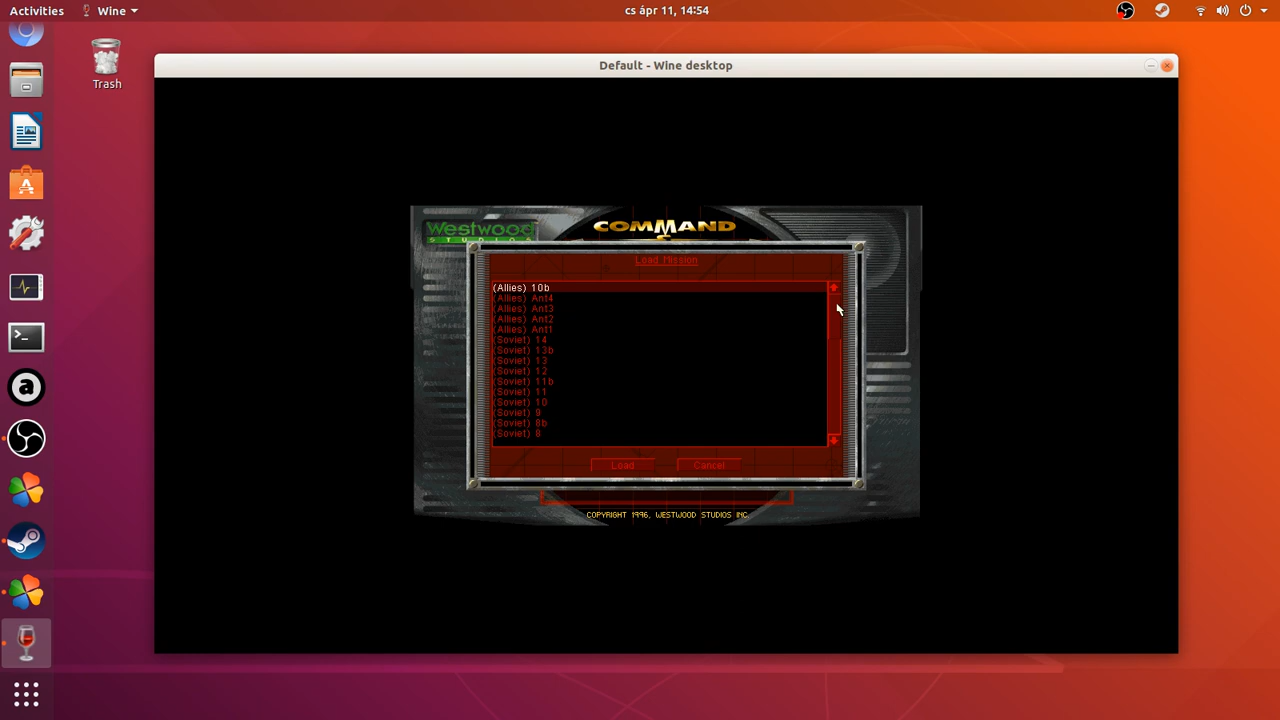 Activities
Wine
cs ápr 11, 14:54
Trash
Default - Wine desktop
Westwood
STUDIOS
COMMAND
&
Load Mission
(Allies) 10b
(Allies) Ant4
(Allies) Ant3
(Allies) Ant2
(Allies) Ant1
(Soviet) 14
(Soviet) 13b
(Soviet) 13
(Soviet) 12
(Soviet) 11b
(Soviet) 11
(Soviet) 10
(Soviet) 9
(Soviet) 8b
(Soviet) 8
Load
Cancel
COPYRIGHT 1996, WESTWOOD STUDIOS INC.